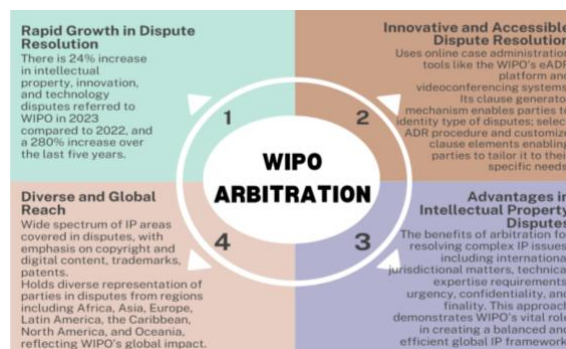 Rapid Growth in Dispute
Resolution
There is 24% increase
in intellectual
property, innovation,
and technology
disputes referred to
WIPO in 2023
compared to 2022, and
a 280% increase over
the last five years.
1
Innovative and Accessible
Dispute Resolution
Uses online case administration
tools like the WIPO's eADR
platform and
videoconferencing systems
Its clause generator
mechanism enables parties to
identity type of disputes; select
ADR procedure and customize
clause elements enabling
parties to tailor it to their
specific needs
2
WIPO
ARBITRATION
Diverse and Global
Reach
Wide spectrum of IP areas
covered in disputes, with
emphasis on copyright and
digital content, trademarks,
patents.
Holds diverse representation of
parties in disputes from regions
including Africa, Asia, Europe,
Latin America, the Caribbean,
North America, and Oceania,
reflecting WIPO's global impact.
4
Advantages in
Intellectual Property
Disputes
The benefits of arbitration for
resolving complex IP issues
including international
jurisdictional matters, technical
expertise requirements
urgency, confidentiality, and
finality. This approach
demonstrates WIPO's vital role
in creating a balanced and
efficient global IP framework
3